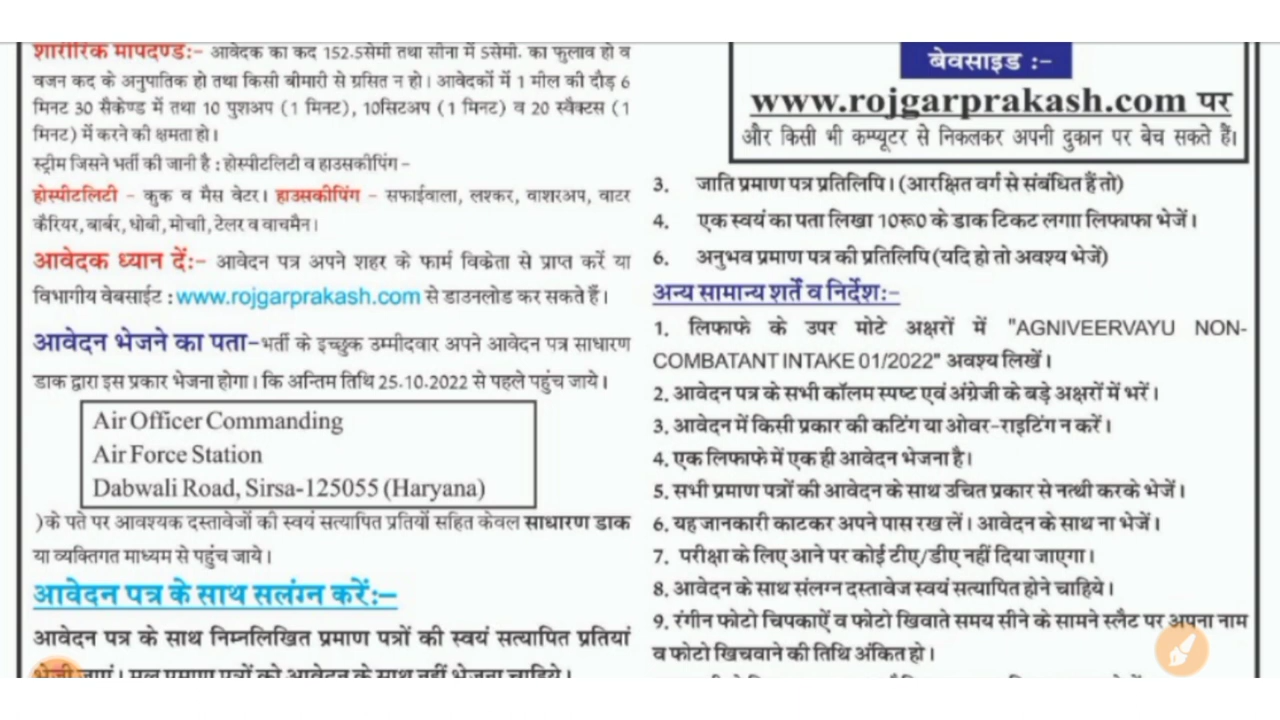 शारीरिक मापदण्ड:- आवेदक का कद 152.5सेमी तथा सीना में 5सेमी. का फुलाव हो व
वजन कद के अनुपातिक हो तथा किसी बीमारी से ग्रसित न हो। आवेदकों में 1 मील की दौड़ 6
मिनट 30 सैकेण्ड में तथा 10 पुशअप (1 मिनट), 10सिटअप (1 मिनट) व 20 स्वैक्टस (1
मिनट) में करने की क्षमता हो।
स्ट्रीम जिसने भर्ती की जानी है : होस्पीटलिटी व हाउसकीपिंग -
होस्पीटलिटी - कुक व मैस वेटर। हाउसकीपिंग - सफाईवाला, लश्कर, वाशरअप, वाटर
कैरियर, बार्बर, धोबी, मोची, टेलर व वाचमैन।
आवेदक ध्यान दें:- आवेदन पत्र अपने शहर के फार्म विक्रेता से प्राप्त करें या
विभागीय वेबसाईट : www.rojgarprakash.com से डाउनलोड कर सकते हैं।
आवेदन भेजने का पता-भर्ती के इच्छुक उम्मीदवार अपने आवेदन पत्र साधारण
डाक द्वारा इस प्रकार भेजना होगा। कि अन्तिम तिथि 25.10.2022 से पहले पहुंच जाये।
Air Officer Commanding
Air Force Station
Dabwali Road, Sirsa-125055 (Haryana)
)के पते पर आवश्यक दस्तावेजों की स्वयं सत्यापित प्रतियों सहित केवल साधारण डाक
या व्यक्तिगत माध्यम से पहुंच जाये।
आवेदन पत्र के साथ सलंग्न करें:-
आवेदन पत्र के साथ निम्नलिखित प्रमाण पत्रों की स्वयं सत्यापित प्रतियां
भेजी जाएं। मूल प्रमाण पत्रों को आवेदन के साथ नहीं भेजना चाहिये।
बेवसाइड :-
www.rojgarprakash.com पर
और किसी भी कम्प्यूटर से निकलकर अपनी दुकान पर बेच सकते हैं।
3. जाति प्रमाण पत्र प्रतिलिपि। (आरक्षित वर्ग से संबंधित हैं तो)
4. एक स्वयं का पता लिखा 10रू0 के डाक टिकट लगाा लिफाफा भेजें।
6. अनुभव प्रमाण पत्र की प्रतिलिपि (यदि हो तो अवश्य भेजें)
अन्य सामान्य शर्तें व निर्देश:-
1. लिफाफे के उपर मोटे अक्षरों में "AGNIVEERVAYU NON-
COMBATANT INTAKE 01/2022" अवश्य लिखें।
2. आवेदन पत्र के सभी कॉलम स्पष्ट एवं अंग्रेजी के बड़े अक्षरों में भरें।
3. आवेदन में किसी प्रकार की कटिंग या ओवर-राइटिंग न करें।
4. एक लिफाफे में एक ही आवेदन भेजना है।
5. सभी प्रमाण पत्रों की आवेदन के साथ उचित प्रकार से नत्थी करके भेजें।
6. यह जानकारी काटकर अपने पास रख लें। आवेदन के साथ ना भेजें।
7. परीक्षा के लिए आने पर कोई टीए/डीए नहीं दिया जाएगा।
8. आवेदन के साथ संलग्न दस्तावेज स्वयं सत्यापित होने चाहिये।
9. रंगीन फोटो चिपकाऐं व फोटो खिवाते समय सीने के सामने स्लैट पर अपना नाम
व फोटो खिचवाने की तिथि अंकित हो।